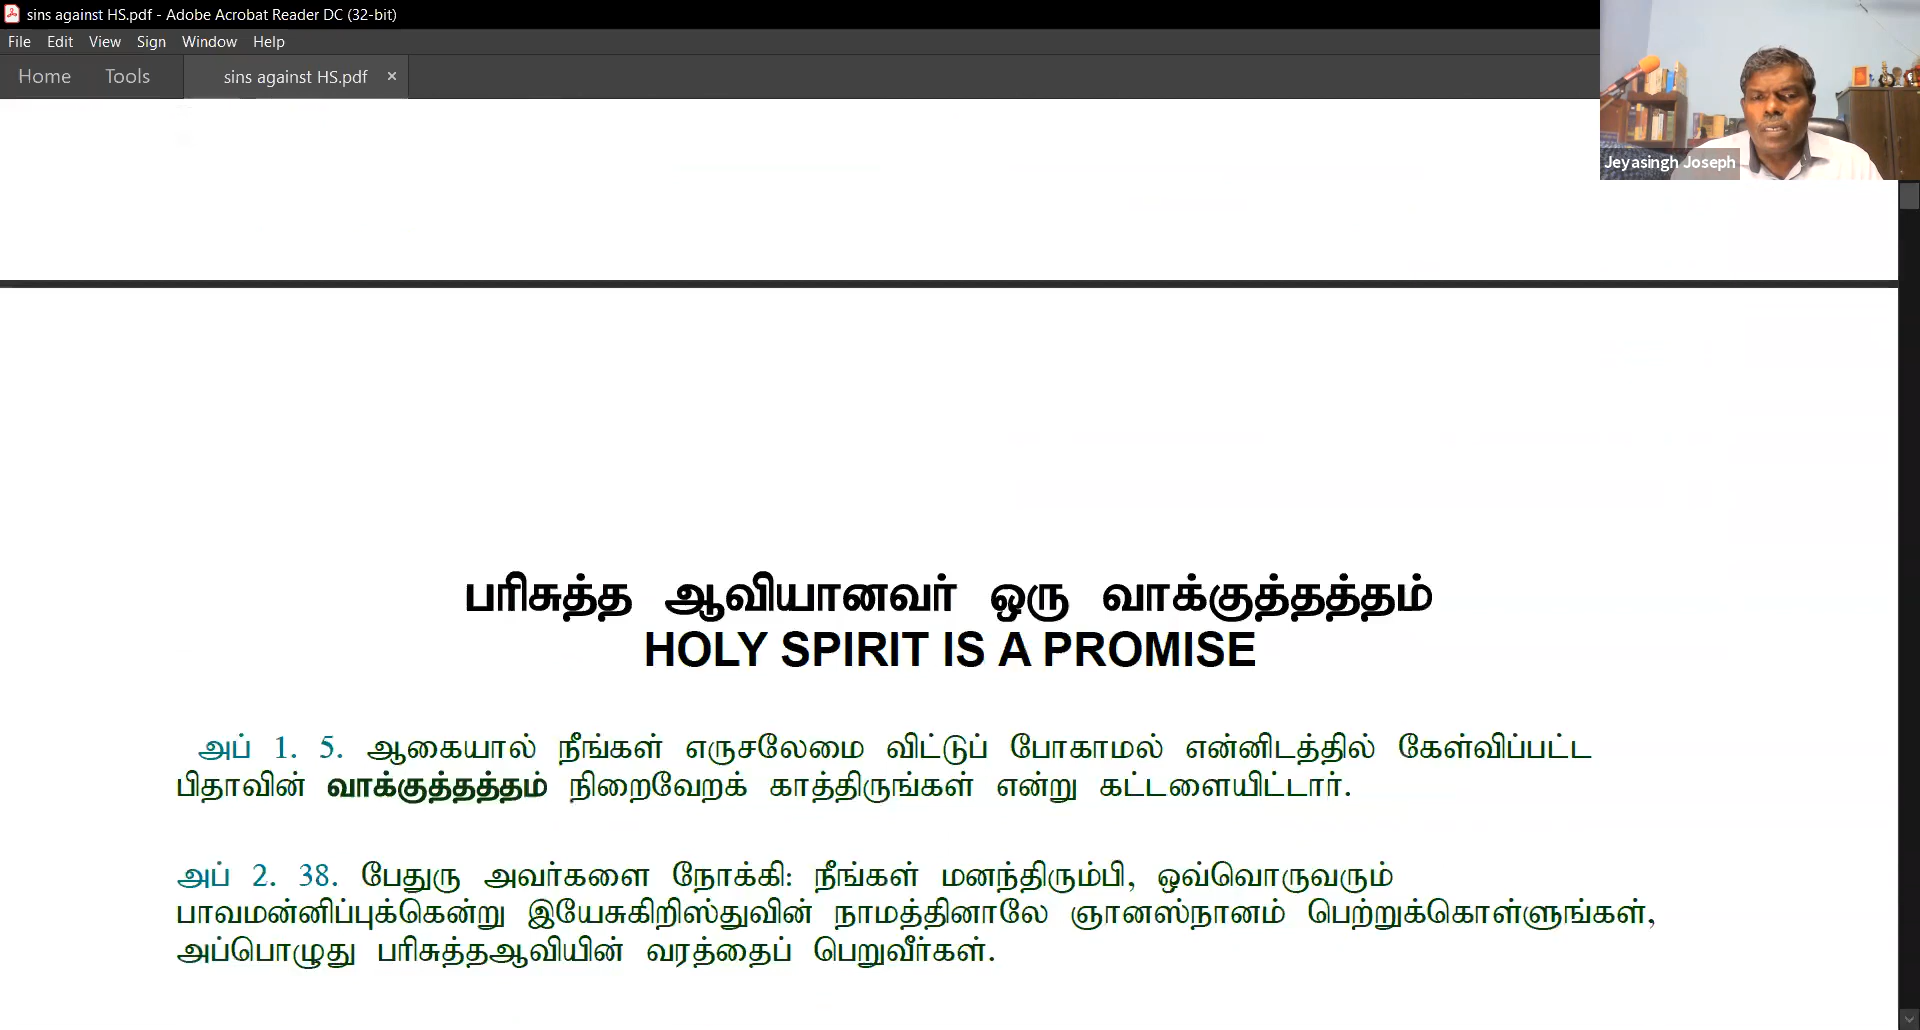 sins against HS.pdf - Adobe Acrobat Reader DC (32-bit)
File Edit View Sign Window Help
Home Tools sins against HS.pdf ×
Jeyasingh Joseph
பரிசுத்த ஆவியானவர் ஒரு வாக்குத்தத்தம்
HOLY SPIRIT IS A PROMISE
அப் 1. 5. ஆகையால் நீங்கள் எருசலேமை விட்டுப் போகாமல் என்னிடத்தில் கேள்விப்பட்ட
பிதாவின் வாக்குத்தத்தம் நிறைவேறக் காத்திருங்கள் என்று கட்டளையிட்டார்.
அப் 2. 38. பேதுரு அவர்களை நோக்கி: நீங்கள் மனந்திரும்பி, ஒவ்வொருவரும்
பாவமன்னிப்புக்கென்று இயேசுகிறிஸ்துவின் நாமத்தினாலே ஞானஸ்நானம் பெற்றுக்கொள்ளுங்கள்,
அப்பொழுது பரிசுத்தஆவியின் வரத்தைப் பெறுவீர்கள்.